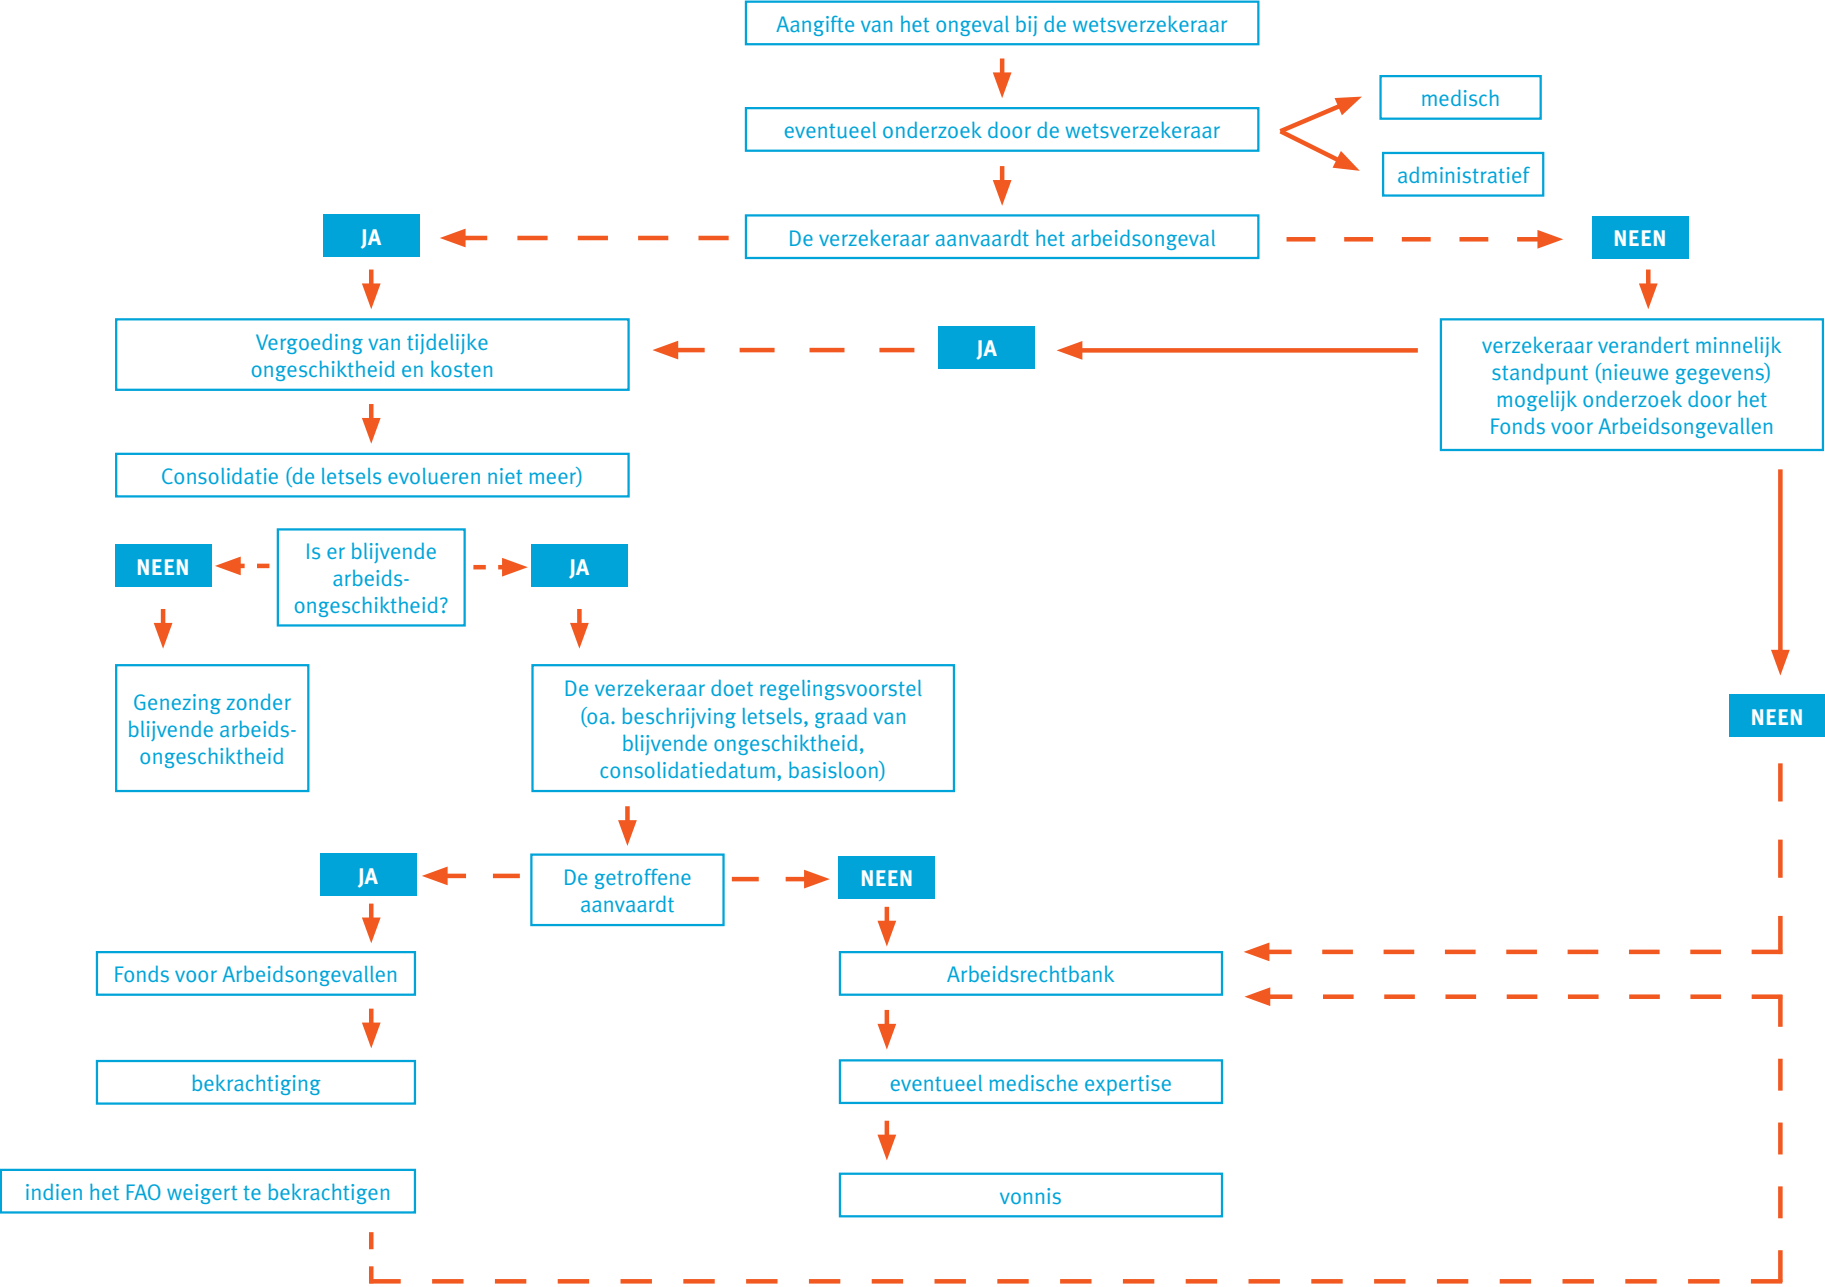 Aangifte van het ongeval bij de wetsverzekeraar
eventueel onderzoek door de wetsverzekeraar
medisch
administratief
De verzekeraar aanvaardt het arbeidsongeval
JA
NEEN
Vergoeding van tijdelijke
ongeschiktheid en kosten
JA
verzekeraar verandert minnelijk
standpunt (nieuwe gegevens)
mogelijk onderzoek door het
Fonds voor Arbeidsongevallen
Consolidatie (de letsels evolueren niet meer)
NEEN
Is er blijvende
arbeids-
ongeschiktheid?
JA
Genezing zonder
blijvende arbeids-
ongeschiktheid
De verzekeraar doet regelingsvoorstel
(oa. beschrijving letsels, graad van
blijvende ongeschiktheid,
consolidatiedatum, basisloon)
NEEN
JA
De getroffene
aanvaardt
NEEN
Fonds voor Arbeidsongevallen
Arbeidsrechtbank
bekrachtiging
eventueel medische expertise
indien het FAO weigert te bekrachtigen
vonnis